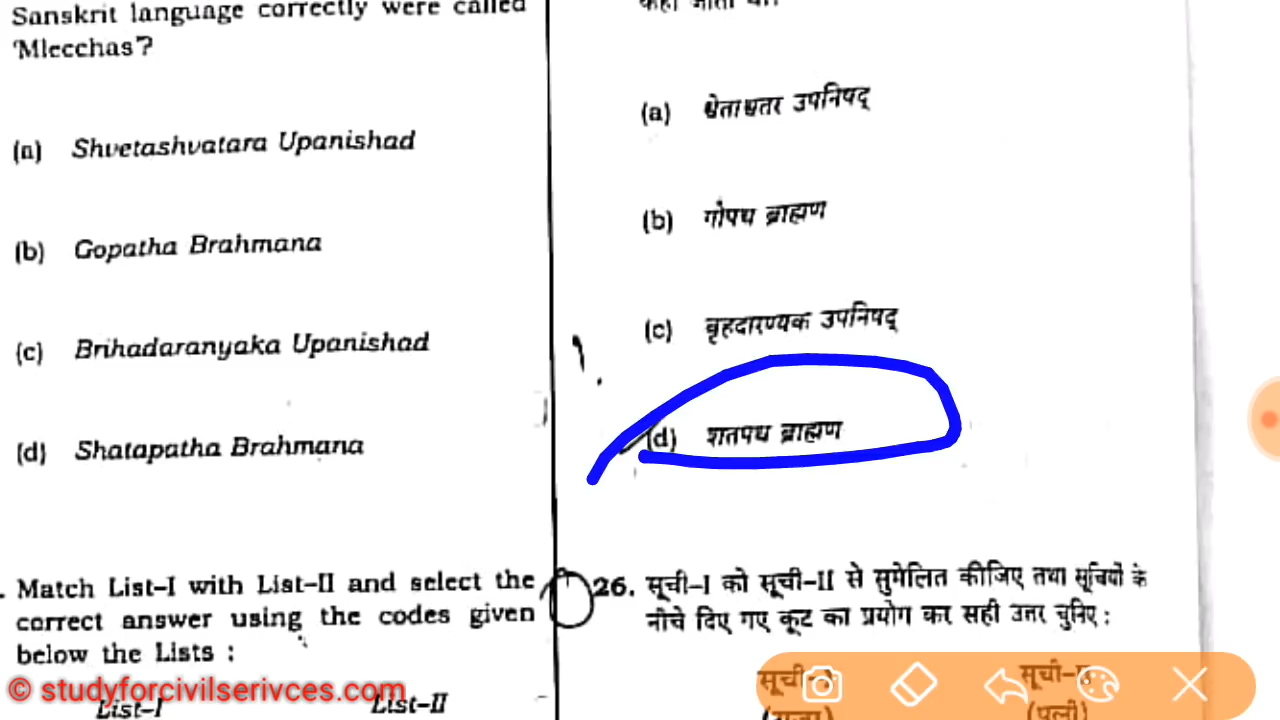 Sanskrit language correctly were called
'Mlecchas'?
(a) Shvetashvatara Upanishad
(b) Gopatha Brahmana
(c) Brihadaranyaka Upanishad
(d) Shatapatha Brahmana
. Match List–I with List–II and select the
correct answer using the codes given
below the Lists :
List–I List–II
(a) श्वेताश्वतर उपनिषद्
(b) गोपथ ब्राह्मण
(c) बृहदारण्यक उपनिषद्
(d) शतपथ ब्राह्मण
26. सूची–I को सूची–II से सुमेलित कीजिए तथा सूचियों के
नीचे दिए गए कूट का प्रयोग कर सही उत्तर चुनिए :
© studyforcivilserivces.com